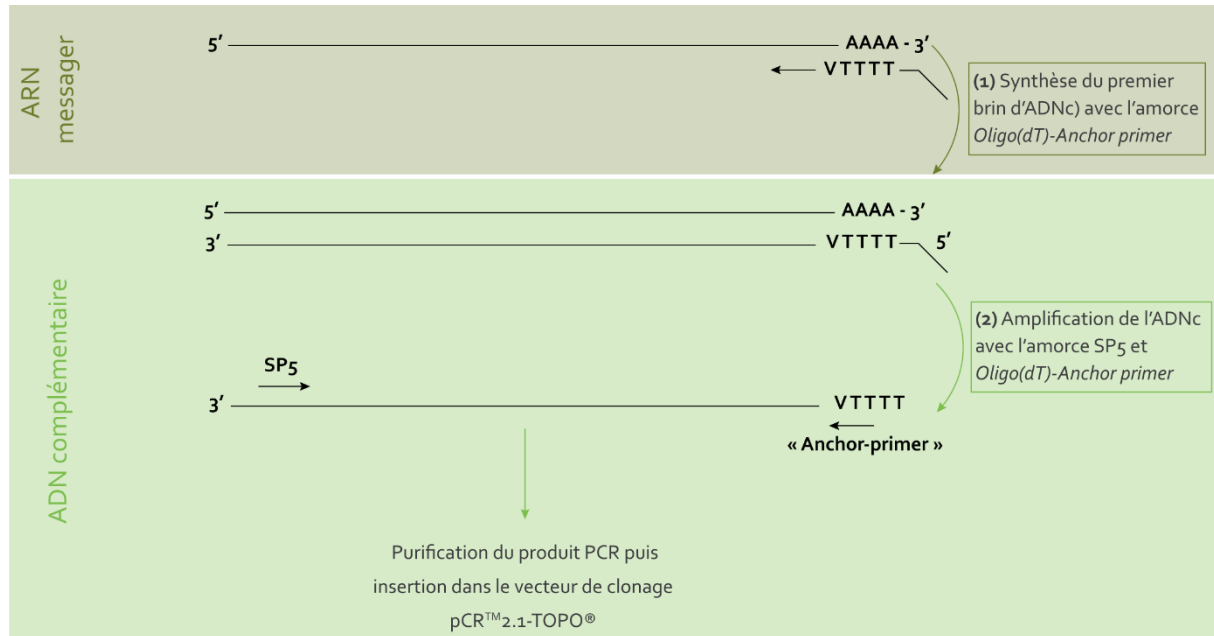 ARN
messager
5′ AAAA - 3′
VTTTT
(1) Synthèse du premier
brin d'ADNc) avec l'amorce
Oligo(dT)-Anchor primer
ADN complémentaire
5′ AAAA - 3′
3′ VTTTT 5′
(2) Amplification de l'ADNc
avec l'amorce SP5 et
Oligo(dT)-Anchor primer
SP5
3′ VTTTT
« Anchor-primer »
Purification du produit PCR puis
insertion dans le vecteur de clonage
pCR™2.1-TOPO®